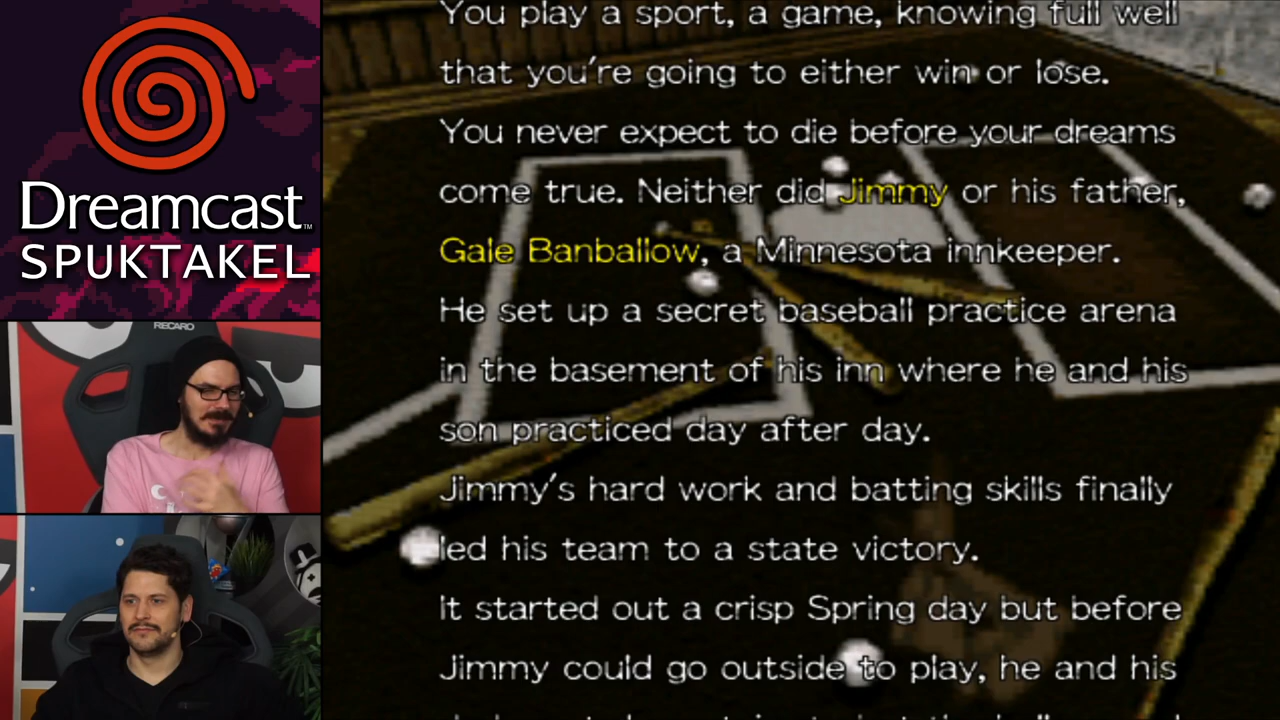 Dreamcast™
SPUKTAKEL
RECARO
You play a sport, a game, knowing full well
that you're going to either win or lose.
You never expect to die before your dreams
come true. Neither did Jimmy or his father,
Gale Banballow, a Minnesota innkeeper.
He set up a secret baseball practice arena
in the basement of his inn where he and his
son practiced day after day.
Jimmy's hard work and batting skills finally
led his team to a state victory.
It started out a crisp Spring day but before
Jimmy could go outside to play, he and his